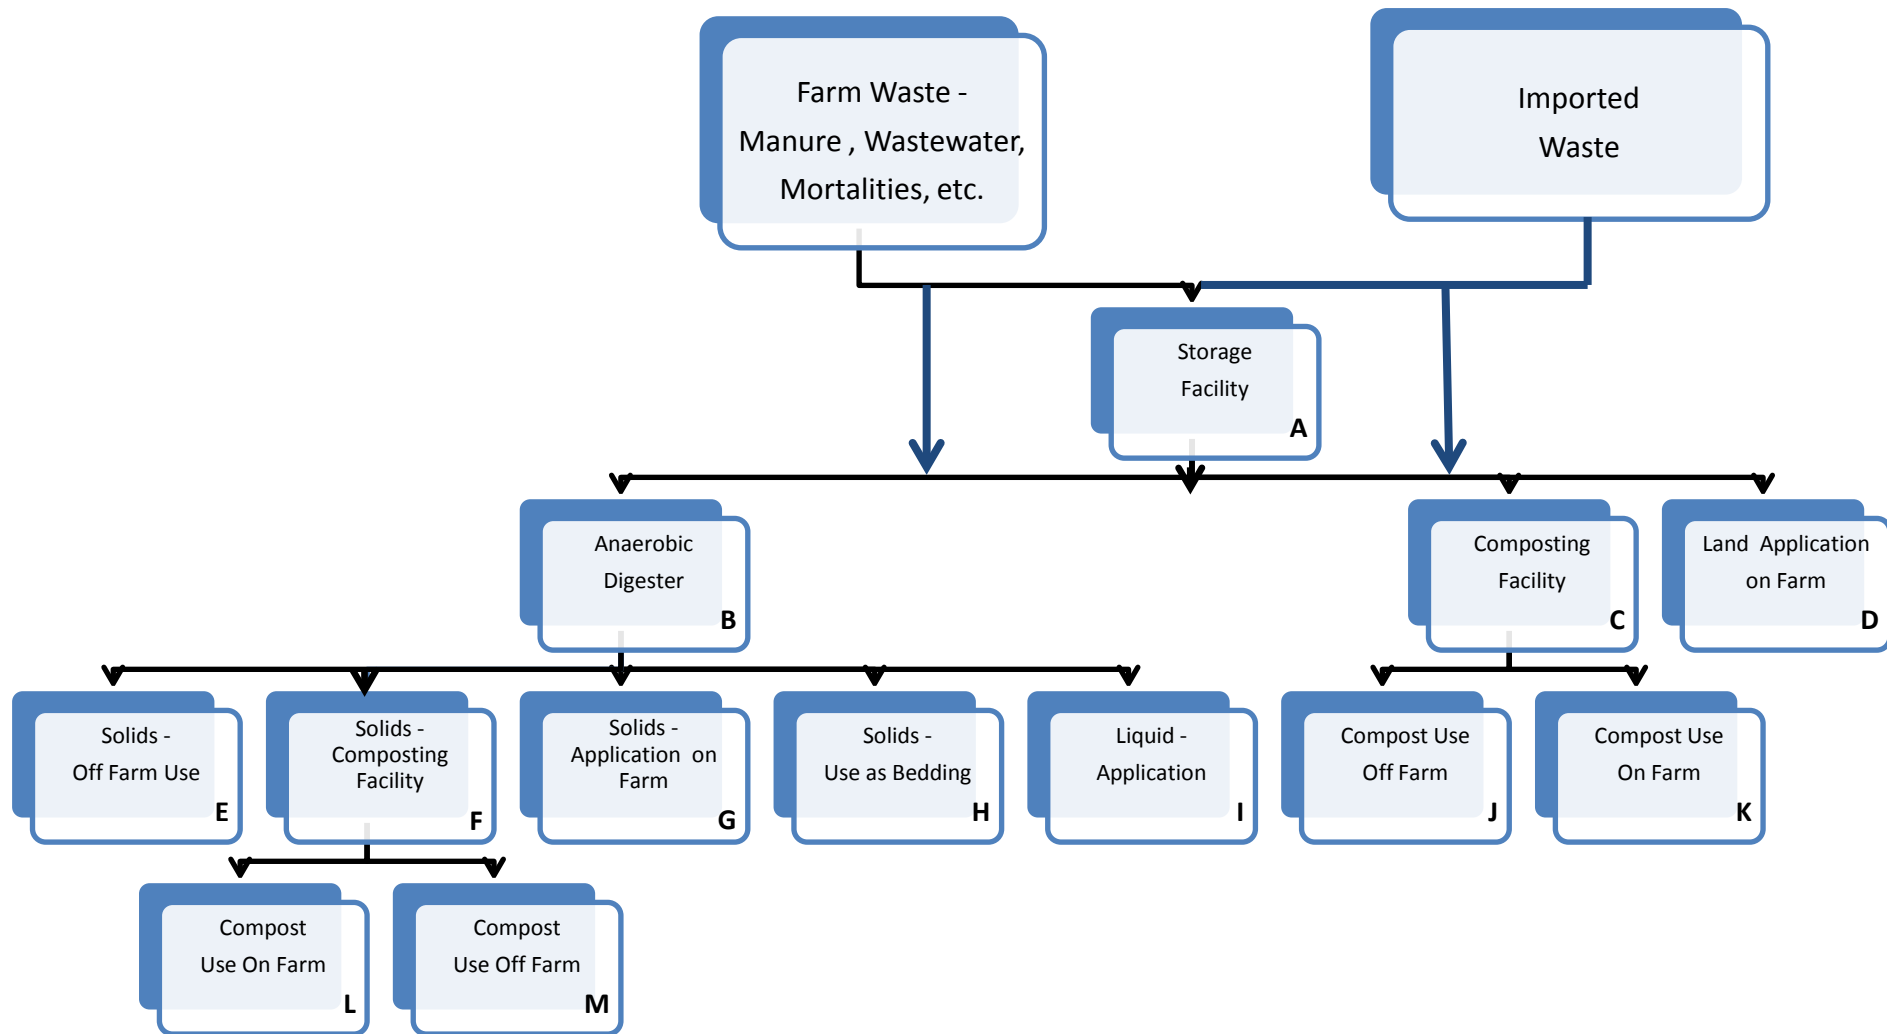 Farm Waste -
Manure , Wastewater,
Mortalities, etc.
Imported
Waste
Storage
Facility
A
Anaerobic
Digester
B
Composting
Facility
C
Land Application
on Farm
D
Solids -
Off Farm Use
E
Solids -
Composting
Facility
F
Solids -
Application on
Farm
G
Solids -
Use as Bedding
H
Liquid -
Application
I
Compost Use
Off Farm
J
Compost Use
On Farm
K
Compost
Use On Farm
L
Compost
Use Off Farm
M